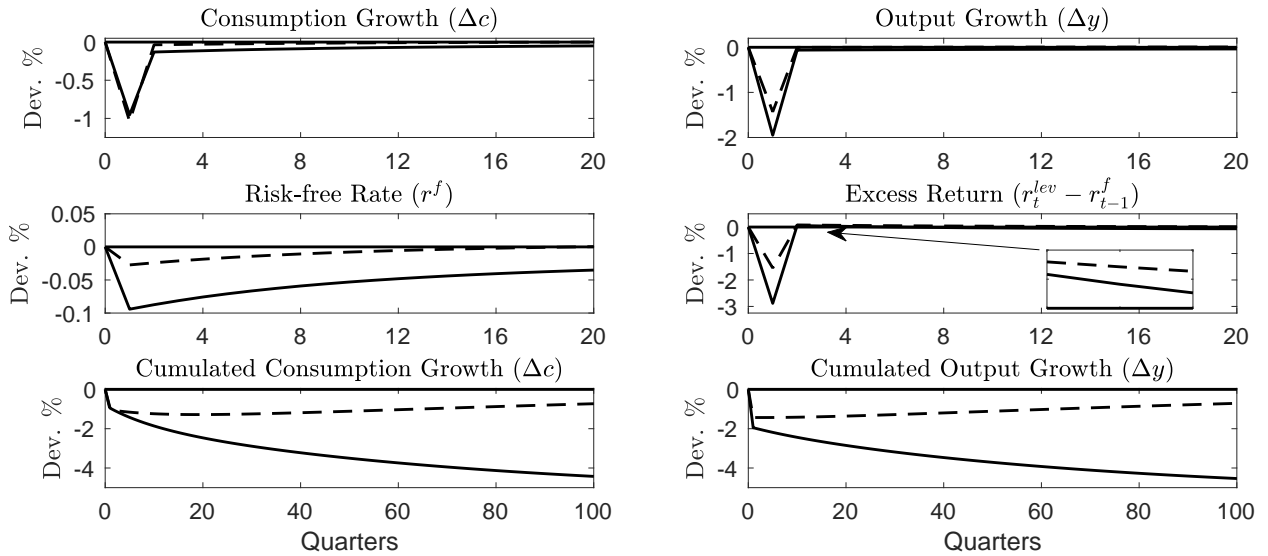 Consumption Growth (Δc)
Dev. %
0
-0.5
-1
0 4 8 12 16 20
Output Growth (Δy)
Dev. %
0
-1
-2
0 4 8 12 16 20
Risk-free Rate (r^f)
Dev. %
0.05
0
-0.05
-0.1
0 4 8 12 16 20
Excess Return (r_t^{lev} − r_{t−1}^f)
Dev. %
0
-1
-2
-3
0 4 8 12 16 20
Cumulated Consumption Growth (Δc)
Dev. %
0
-2
-4
0 20 40 60 80 100
Quarters
Cumulated Output Growth (Δy)
Dev. %
0
-2
-4
0 20 40 60 80 100
Quarters